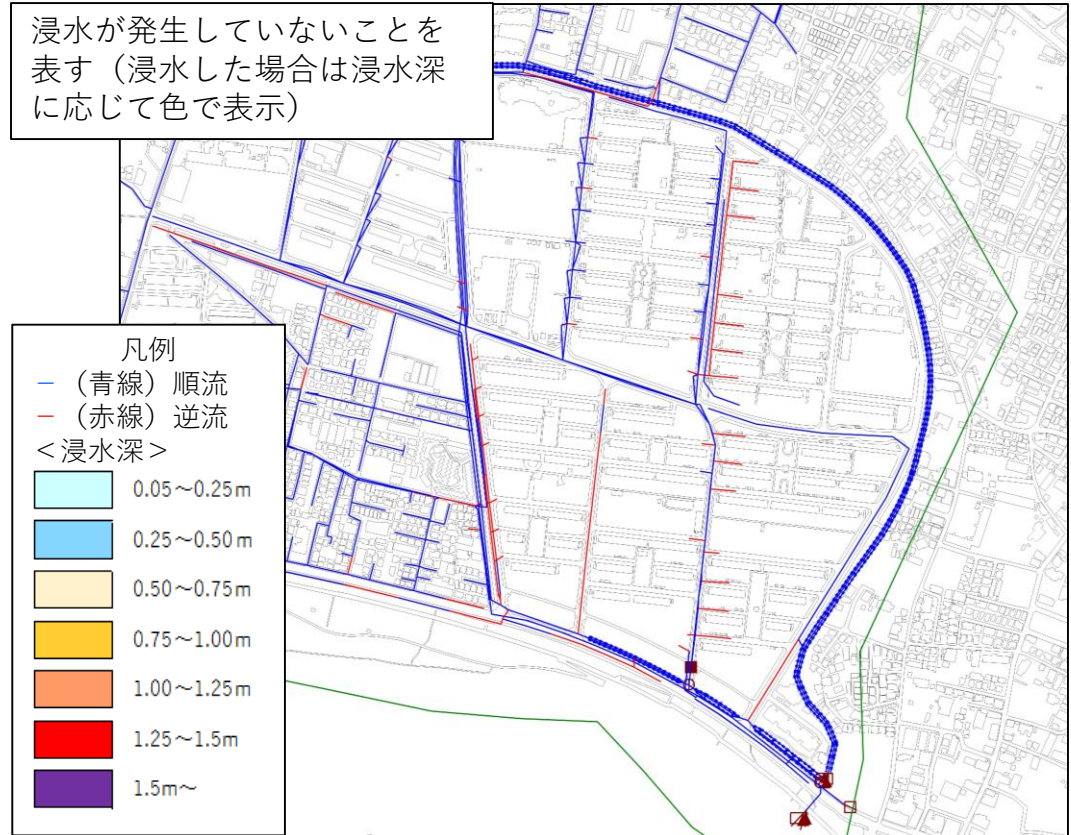 浸水が発生していないことを
表す（浸水した場合は浸水深
に応じて色で表示）
凡例
（青線）順流
（赤線）逆流
＜浸水深＞
0.05～0.25m
0.25～0.50m
0.50～0.75m
0.75～1.00m
1.00～1.25m
1.25～1.5m
1.5m～